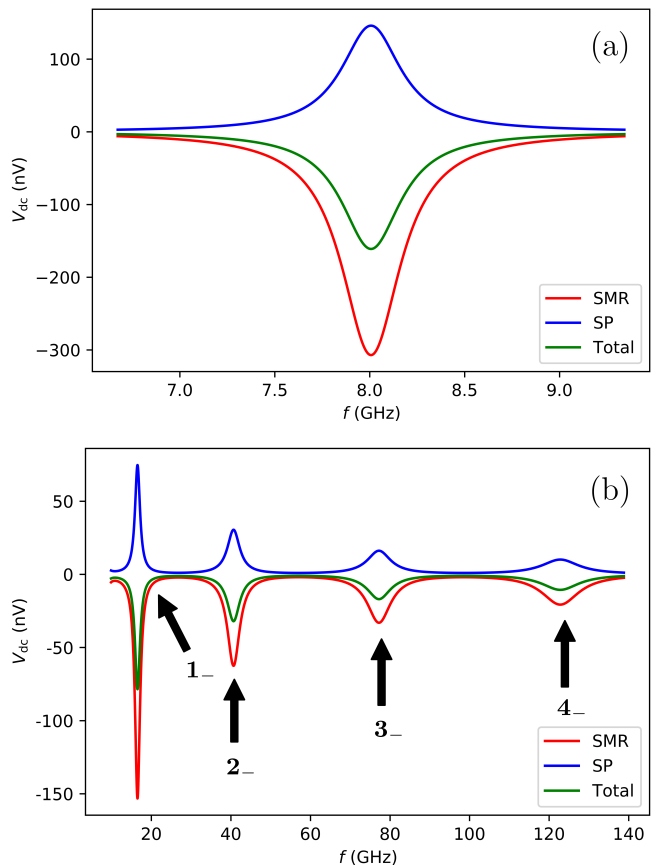 (a)
100
0
−100
−200
−300
V_dc (nV)
7.0 7.5 8.0 8.5 9.0
f (GHz)
SMR
SP
Total
(b)
50
0
-50
-100
-150
V_dc (nV)
1_−
2_−
3_−
4_−
20 40 60 80 100 120 140
f (GHz)
SMR
SP
Total